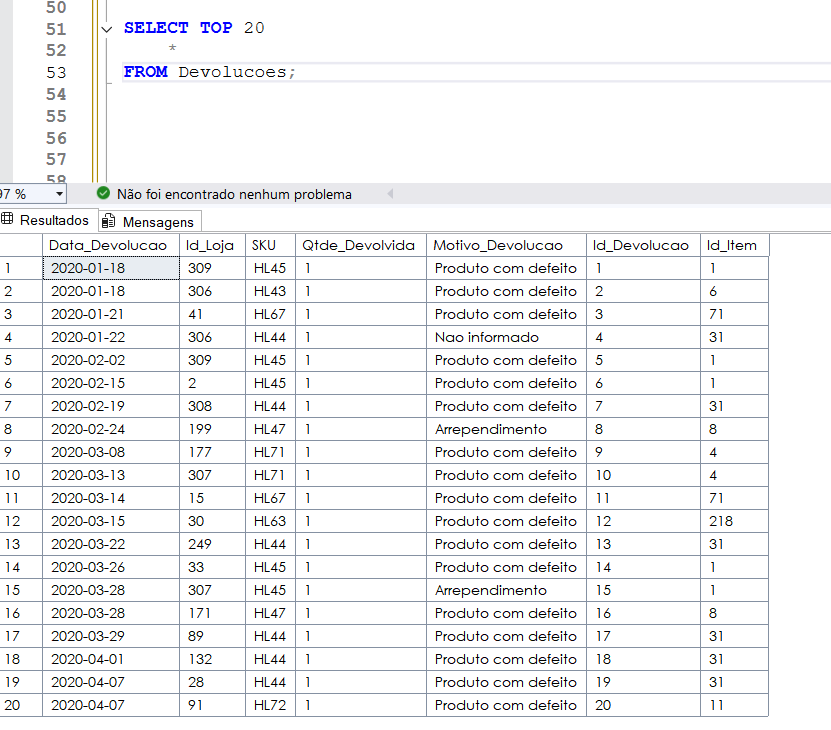 50
51 SELECT TOP 20
52 *
53 FROM Devolucoes;
54
55
56
57
58
97 % Não foi encontrado nenhum problema
Resultados Mensagens
Data_Devolucao Id_Loja SKU Qtde_Devolvida Motivo_Devolucao Id_Devolucao Id_Item
1 2020-01-18 309 HL45 1 Produto com defeito 1 1
2 2020-01-18 306 HL43 1 Produto com defeito 2 6
3 2020-01-21 41 HL67 1 Produto com defeito 3 71
4 2020-01-22 306 HL44 1 Nao informado 4 31
5 2020-02-02 309 HL45 1 Produto com defeito 5 1
6 2020-02-15 2 HL45 1 Produto com defeito 6 1
7 2020-02-19 308 HL44 1 Produto com defeito 7 31
8 2020-02-24 199 HL47 1 Arrependimento 8 8
9 2020-03-08 177 HL71 1 Produto com defeito 9 4
10 2020-03-13 307 HL71 1 Produto com defeito 10 4
11 2020-03-14 15 HL67 1 Produto com defeito 11 71
12 2020-03-15 30 HL63 1 Produto com defeito 12 218
13 2020-03-22 249 HL44 1 Produto com defeito 13 31
14 2020-03-26 33 HL45 1 Produto com defeito 14 1
15 2020-03-28 307 HL45 1 Arrependimento 15 1
16 2020-03-28 171 HL47 1 Produto com defeito 16 8
17 2020-03-29 89 HL44 1 Produto com defeito 17 31
18 2020-04-01 132 HL44 1 Produto com defeito 18 31
19 2020-04-07 28 HL44 1 Produto com defeito 19 31
20 2020-04-07 91 HL72 1 Produto com defeito 20 11